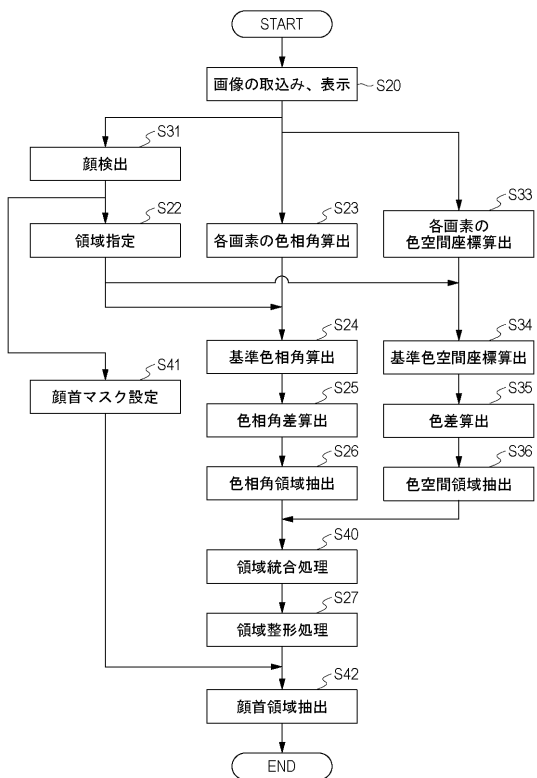 START
画像の取込み、表示
S20
S31
顔検出
S22
領域指定
S23
各画素の色相角算出
S33
各画素の
色空間座標算出
S24
基準色相角算出
S34
基準色空間座標算出
S41
顔首マスク設定
S25
色相角差算出
S35
色差算出
S26
色相角領域抽出
S36
色空間領域抽出
S40
領域統合処理
S27
領域整形処理
S42
顔首領域抽出
END